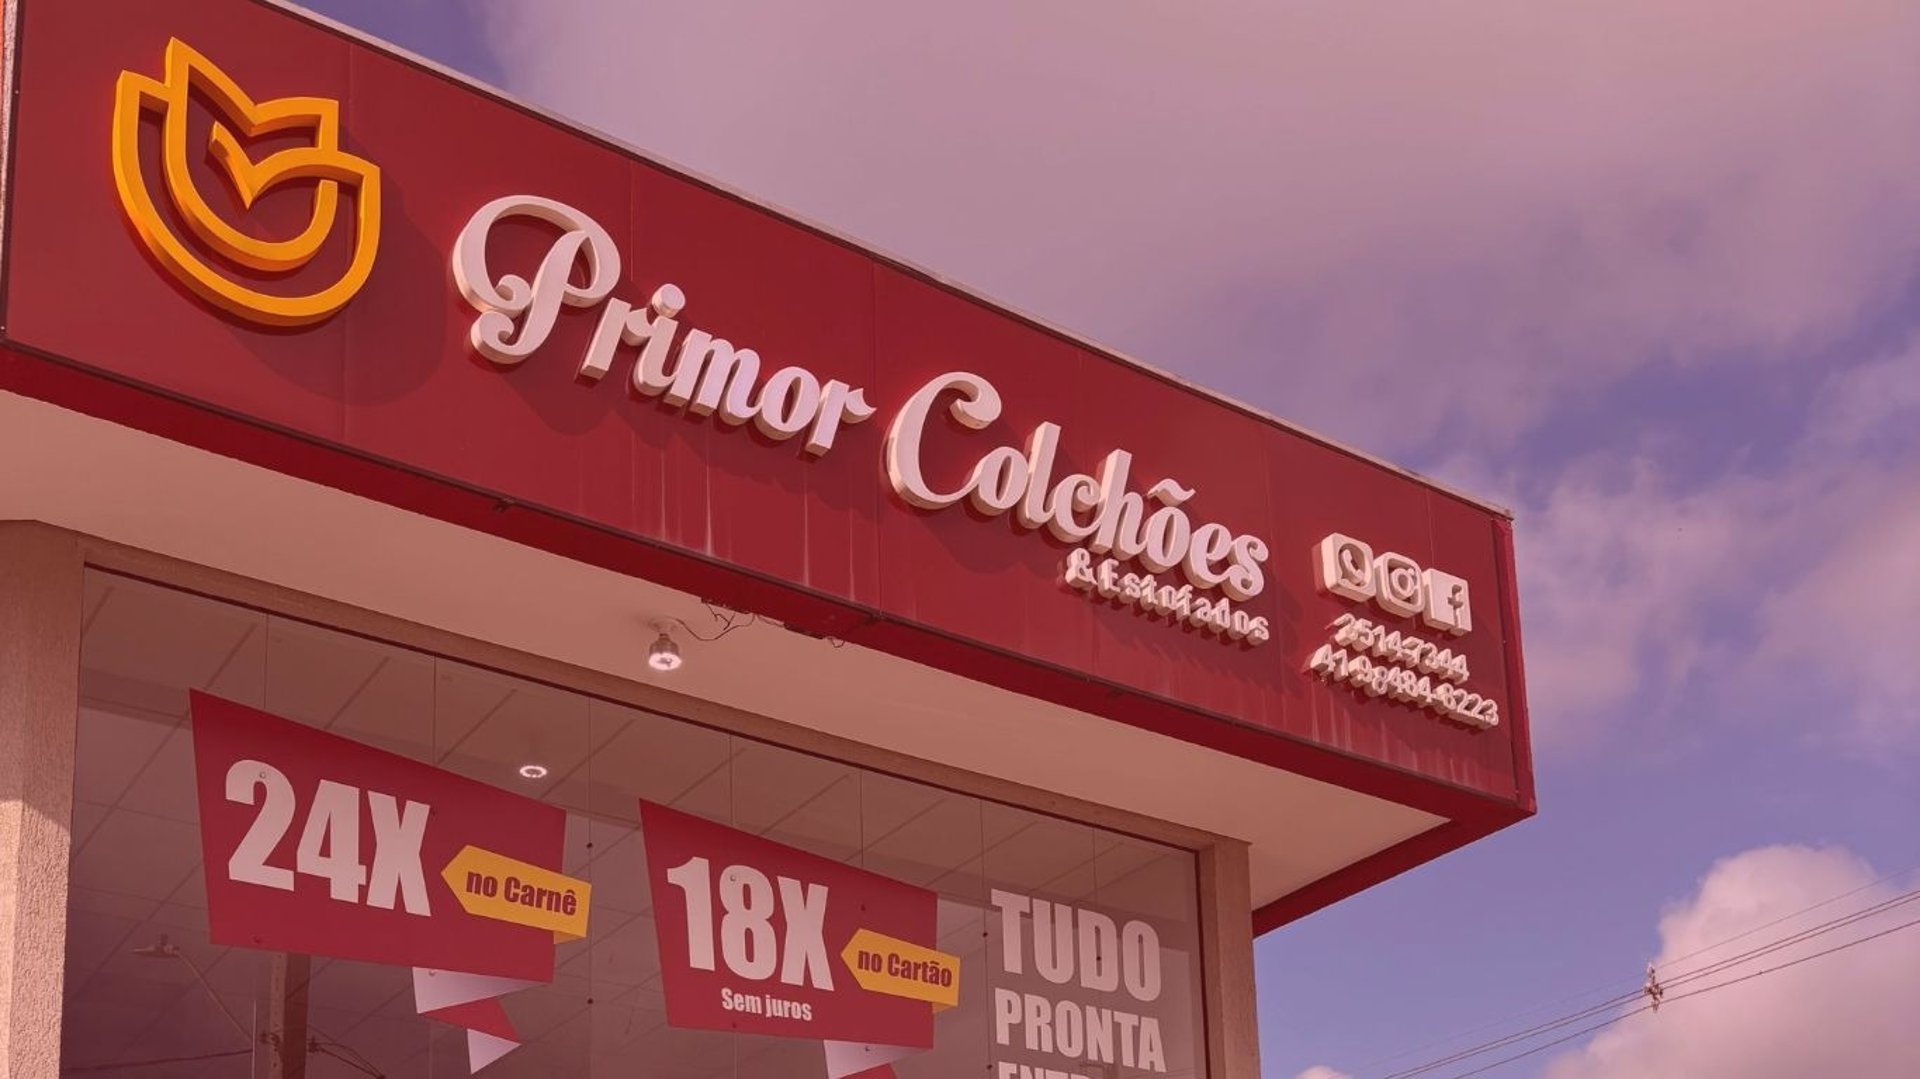 Primor Colchões
& Estofados
2514-7344
41-98484-8223
24X
no Carnê
18X
no Cartão
Sem juros
TUDO
PRONTA